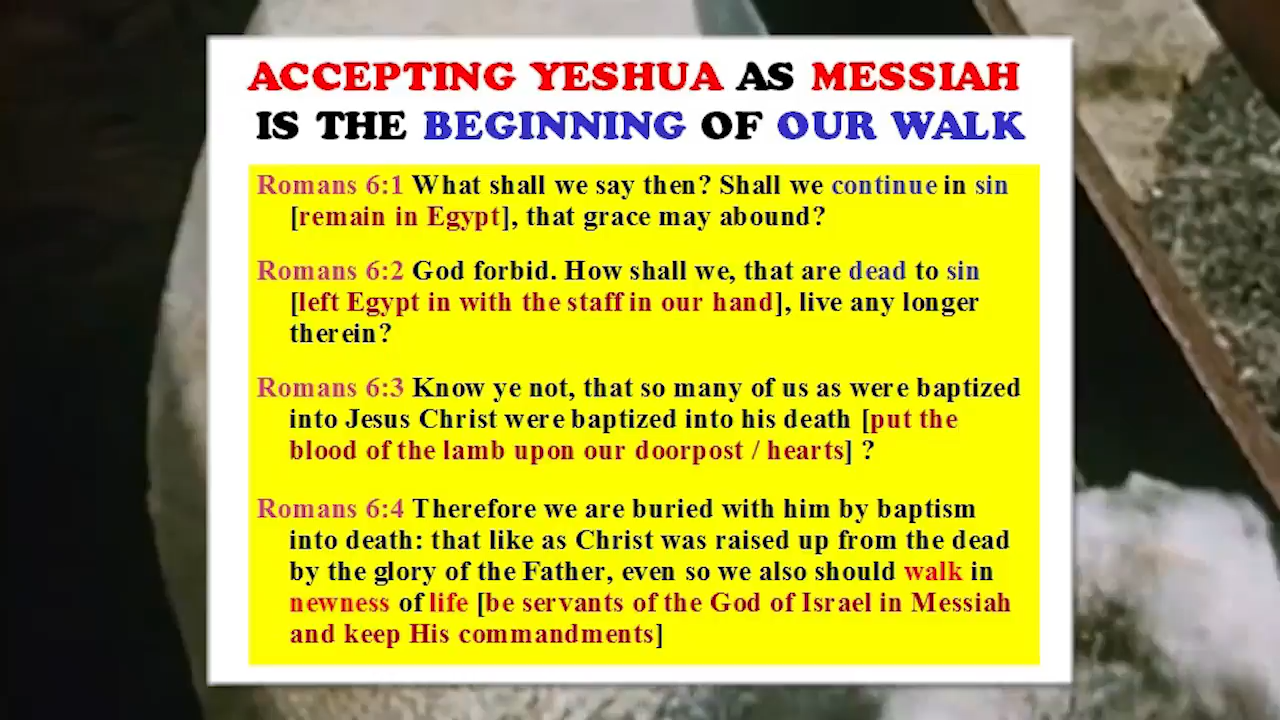 ACCEPTING YESHUA AS MESSIAH
IS THE BEGINNING OF OUR WALK
Romans 6:1 What shall we say then? Shall we continue in sin
[remain in Egypt], that grace may abound?
Romans 6:2 God forbid. How shall we, that are dead to sin
[left Egypt in with the staff in our hand], live any longer
therein?
Romans 6:3 Know ye not, that so many of us as were baptized
into Jesus Christ were baptized into his death [put the
blood of the lamb upon our doorpost / hearts] ?
Romans 6:4 Therefore we are buried with him by baptism
into death: that like as Christ was raised up from the dead
by the glory of the Father, even so we also should walk in
newness of life [be servants of the God of Israel in Messiah
and keep His commandments]